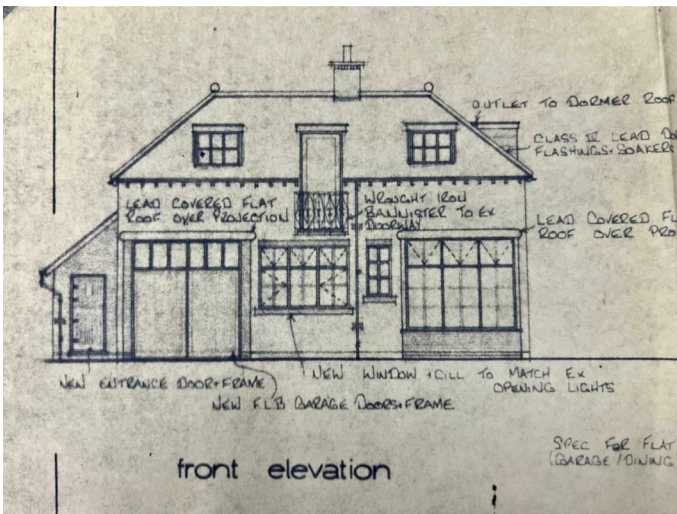 OUTLET TO DORMER ROOF
CLASS IV LEAD
FLASHINGS + SOAKERS
LEAD COVERED FLAT
ROOF OVER PROJECTION
WROUGHT IRON
BANNISTER TO EX
DOORWAY
LEAD COVERED
ROOF OVER
NEW ENTRANCE DOOR + FRAME
NEW WINDOW + CILL TO MATCH EX
OPENING LIGHTS
NEW F.L.B GARAGE DOORS + FRAME
SPEC FOR FLAT
(GARAGE / DINING
front elevation